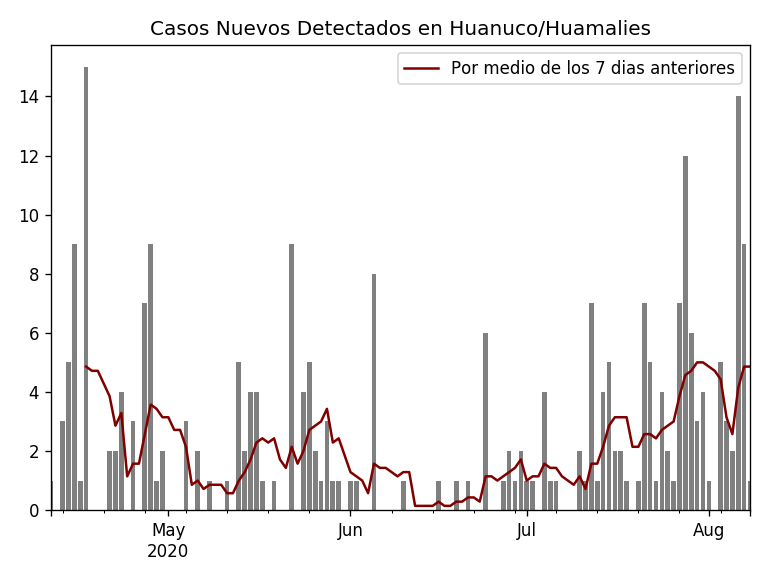 Casos Nuevos Detectados en Huanuco/Huamalies
Por medio de los 7 dias anteriores
14
12
10
8
6
4
2
0
May
2020
Jun
Jul
Aug